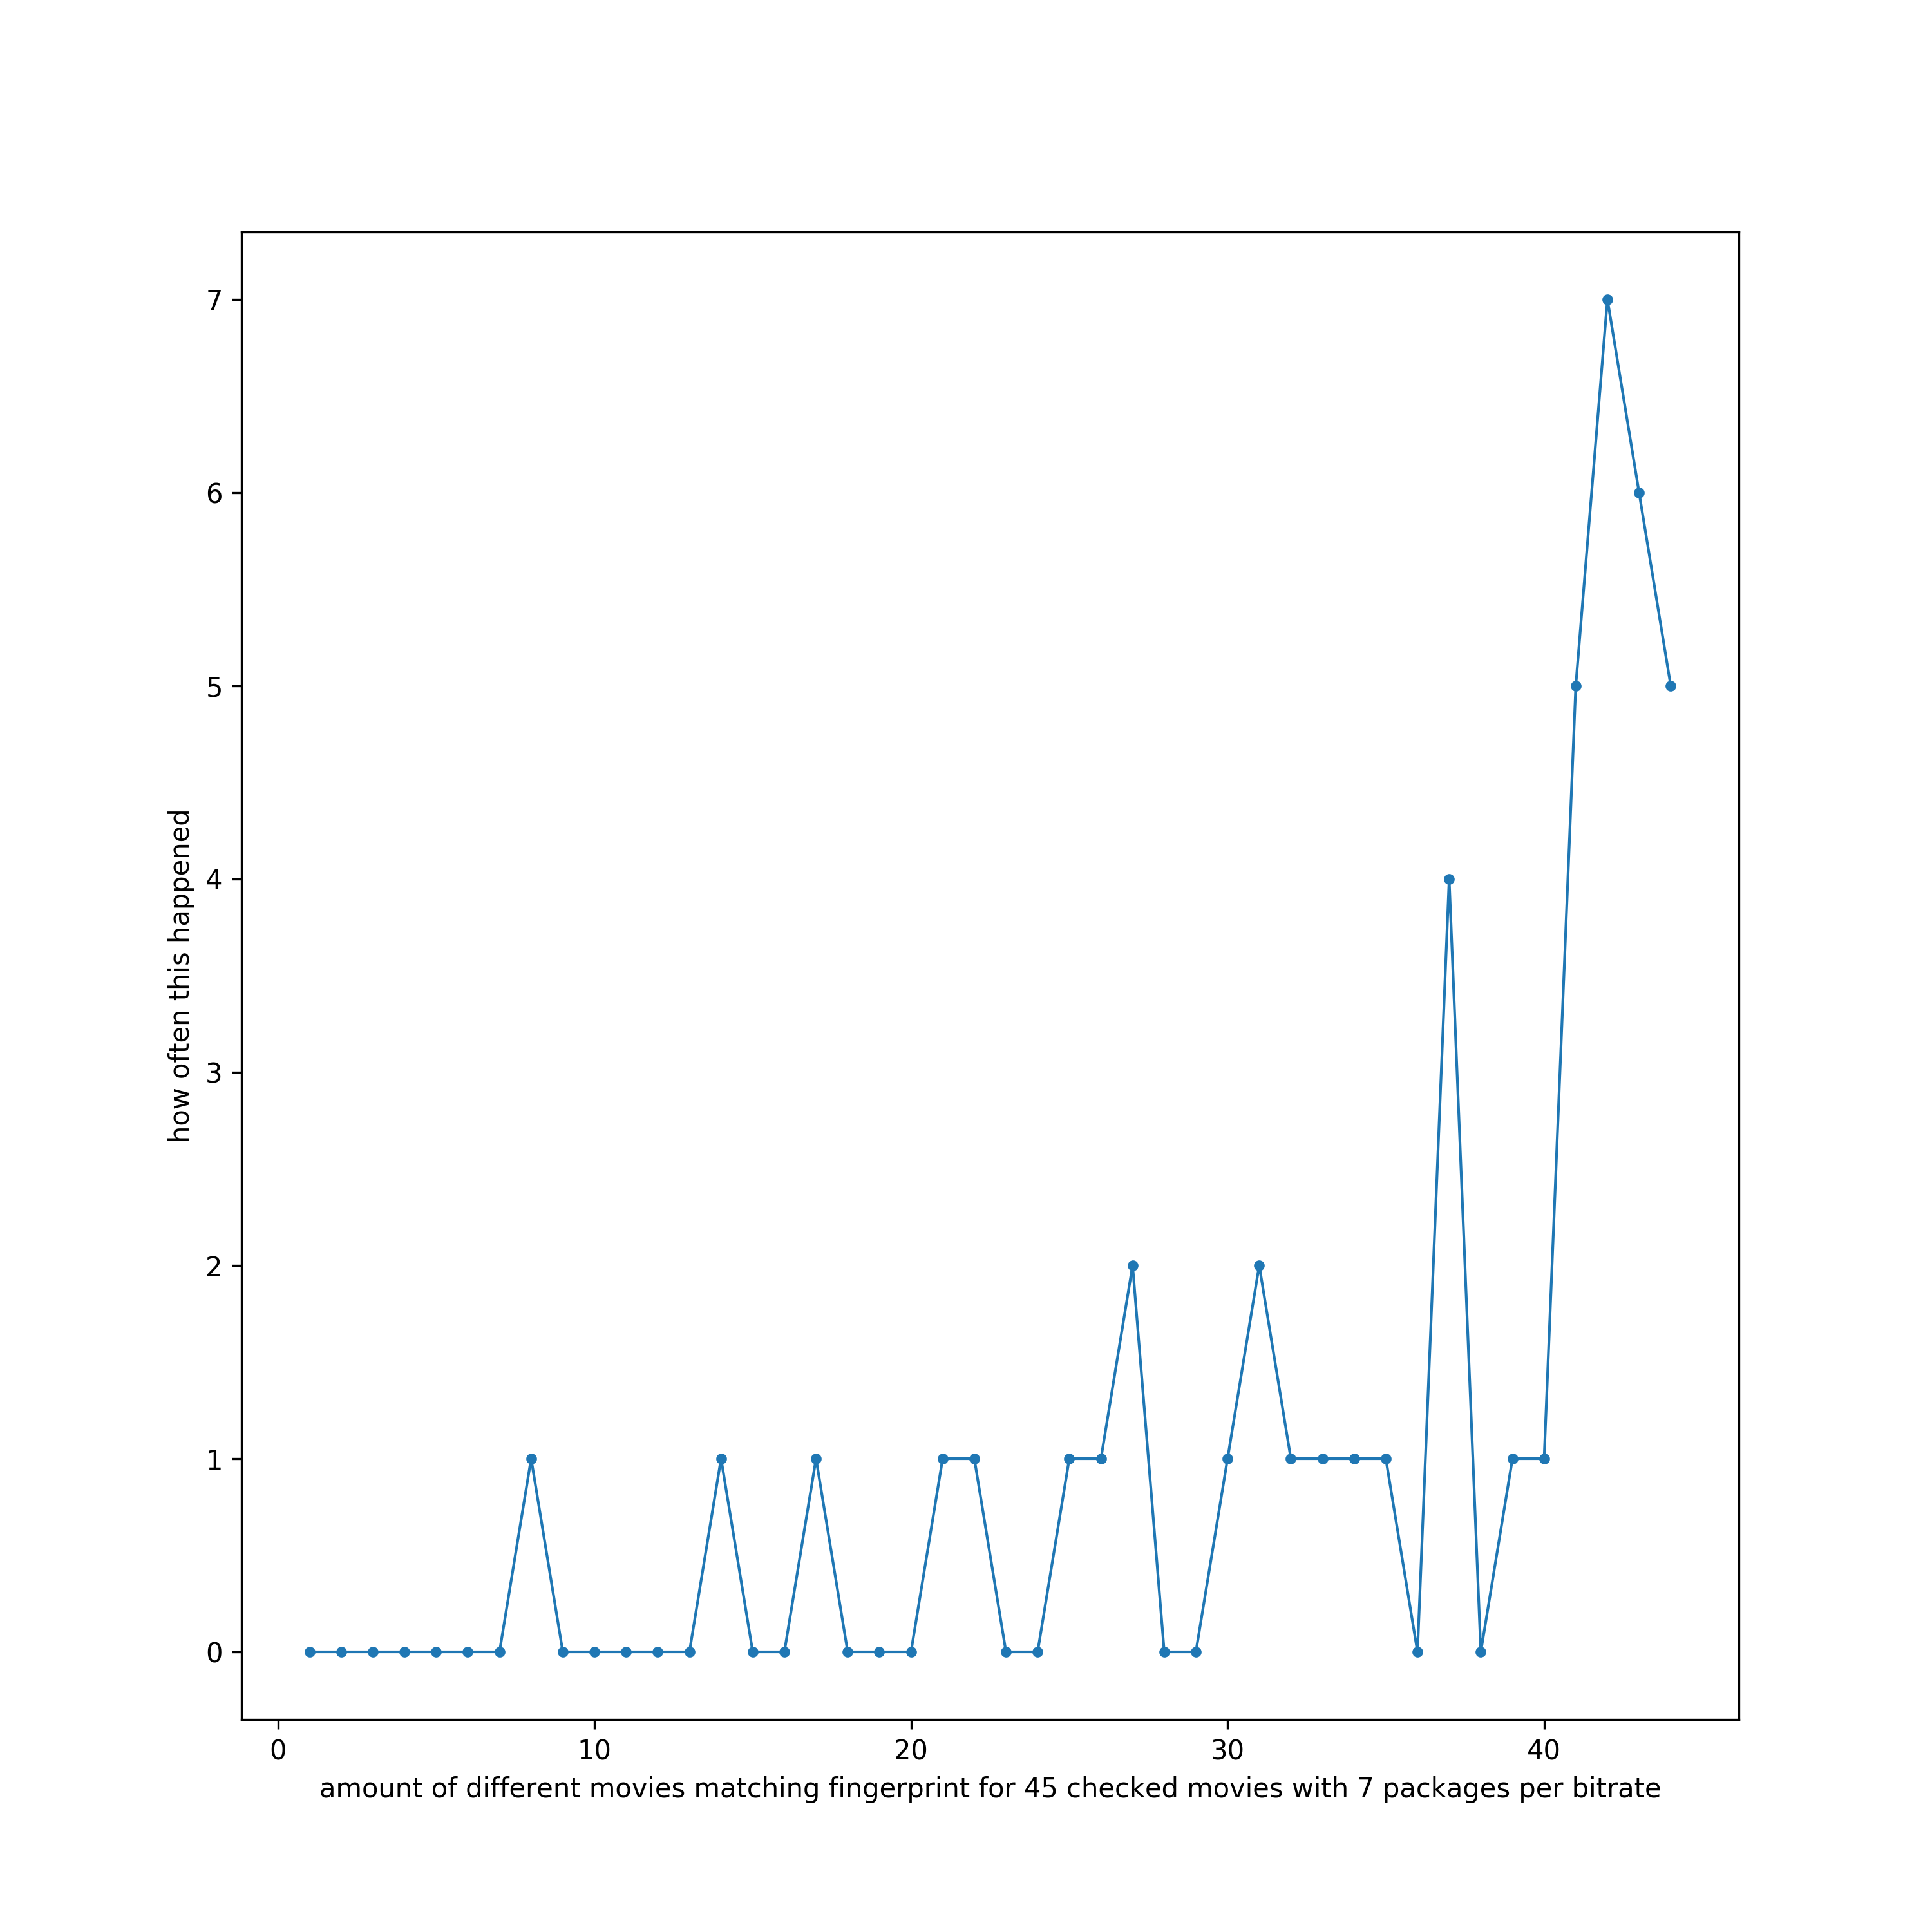 7
6
5
4
3
2
1
0
how often this happened
0 10 20 30 40
amount of different movies matching fingerprint for 45 checked movies with 7 packages per bitrate